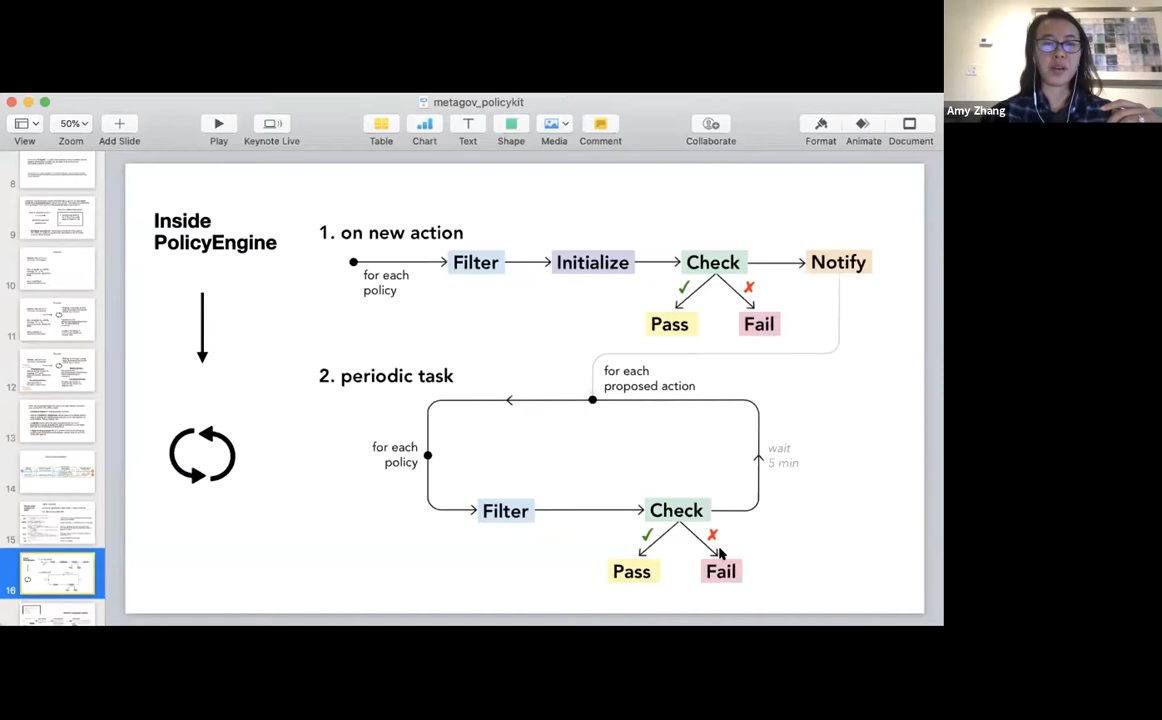 metagov_policykit
50%
View
Zoom
Add Slide
Play
Keynote Live
Table
Chart
Text
Shape
Media
Comment
Collaborate
Format
Animate
Document
Amy Zhang
8
9
10
11
12
13
14
15
16
Inside
PolicyEngine
1. on new action
for each
policy
Filter
Initialize
Check
Notify
Pass
Fail
2. periodic task
for each
proposed action
for each
policy
wait
5 min
Filter
Check
Pass
Fail